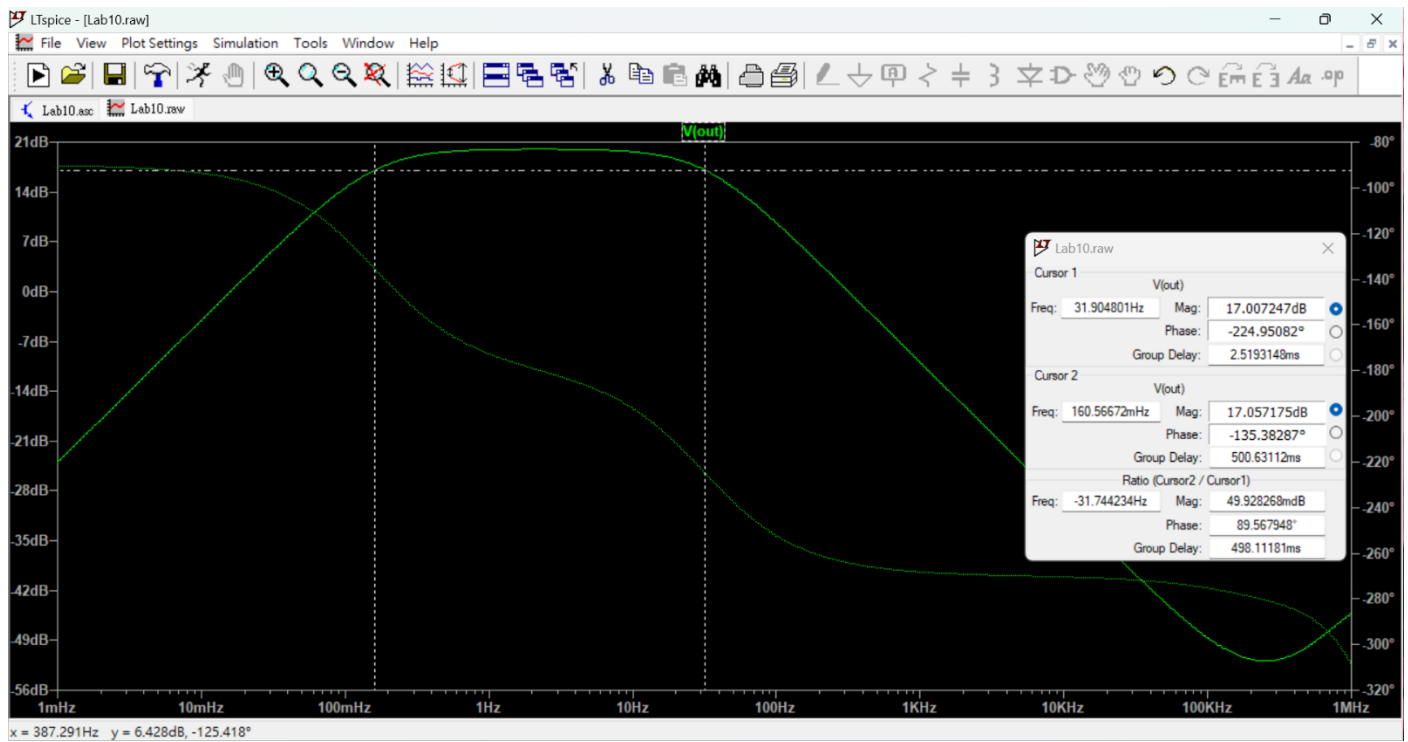 LTspice - [Lab10.raw]
File View Plot Settings Simulation Tools Window Help
Lab10.asc Lab10.raw
V(out)
21dB
14dB
7dB
0dB
-7dB
-14dB
-21dB
-28dB
-35dB
-42dB
-49dB
-56dB
-80°
-100°
-120°
-140°
-160°
-180°
-200°
-220°
-240°
-260°
-280°
-300°
-320°
Lab10.raw
Cursor 1
V(out)
Freq: 31.904801Hz Mag: 17.007247dB
Phase: -224.95082°
Group Delay: 2.5193148ms
Cursor 2
V(out)
Freq: 160.56672mHz Mag: 17.057175dB
Phase: -135.38287°
Group Delay: 500.63112ms
Ratio (Cursor2 / Cursor1)
Freq: -31.744234Hz Mag: 49.928268mdB
Phase: 89.567948°
Group Delay: 498.11181ms
1mHz 10mHz 100mHz 1Hz 10Hz 100Hz 1KHz 10KHz 100KHz 1MHz
x = 387.291Hz y = 6.428dB, -125.418°